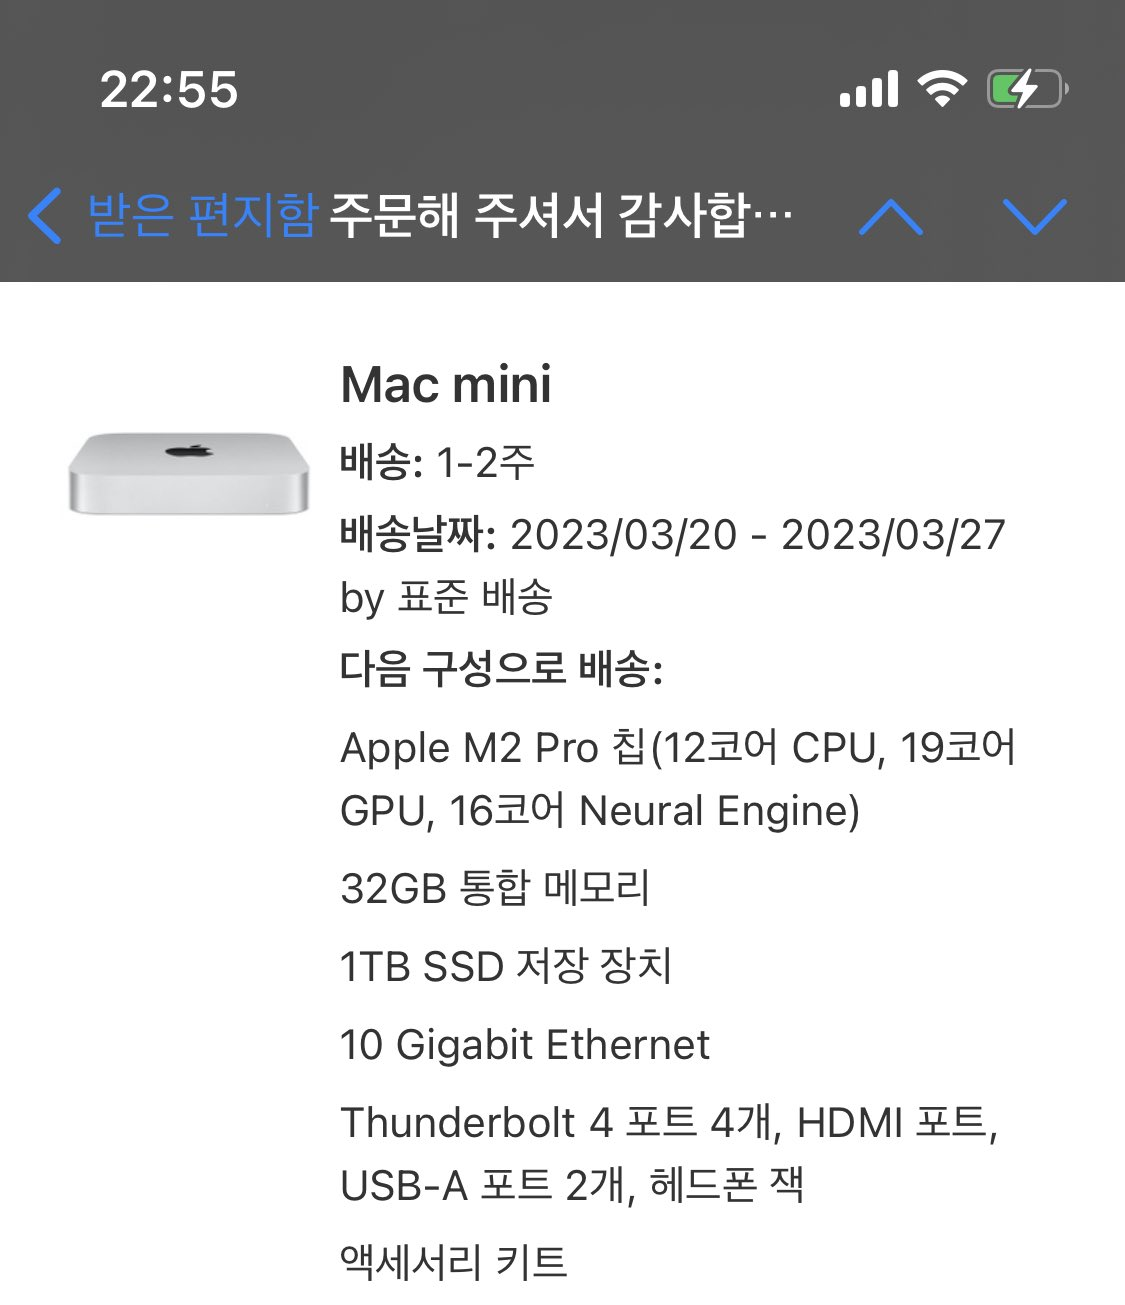 22:55
받은 편지함 주문해 주셔서 감사합…
Mac mini
배송: 1-2주
배송날짜: 2023/03/20 - 2023/03/27
by 표준 배송
다음 구성으로 배송:
Apple M2 Pro 칩(12코어 CPU, 19코어
GPU, 16코어 Neural Engine)
32GB 통합 메모리
1TB SSD 저장 장치
10 Gigabit Ethernet
Thunderbolt 4 포트 4개, HDMI 포트,
USB-A 포트 2개, 헤드폰 잭
액세서리 키트